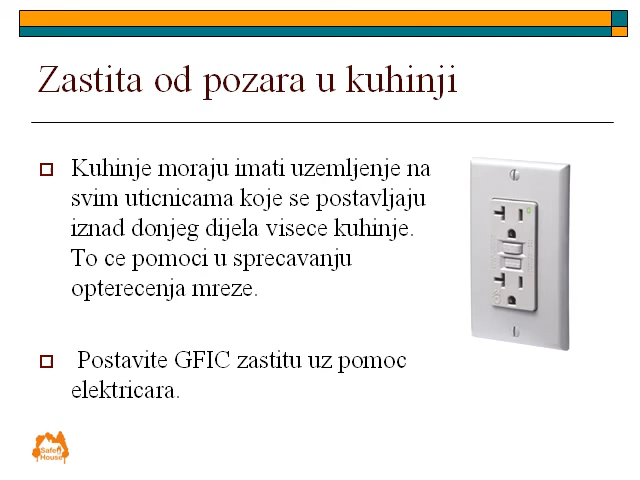 Zastita od pozara u kuhinji
Kuhinje moraju imati uzemljenje na
svim uticnicama koje se postavljaju
iznad donjeg dijela visece kuhinje.
To ce pomoci u sprecavanju
opterecenja mreze.
Postavite GFIC zastitu uz pomoc
elektricara.
Safe
House